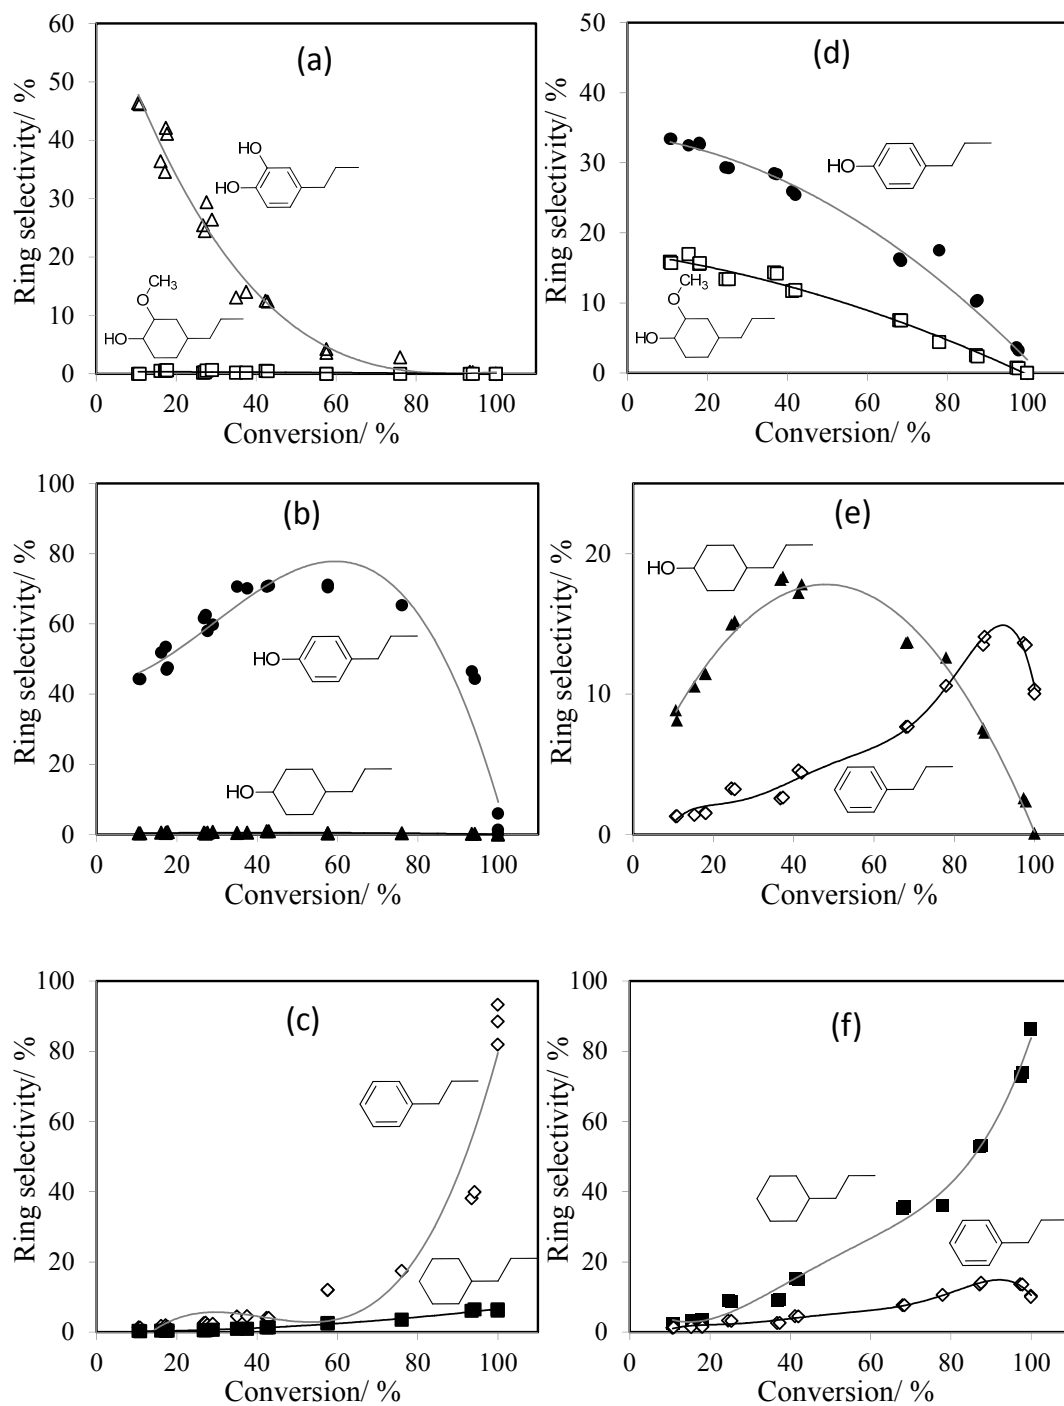 (a)
Ring selectivity/ %
60
50
40
30
20
10
0
HO
HO
CH3
O
HO
0 20 40 60 80 100
Conversion/ %
(d)
Ring selectivity/ %
50
40
30
20
10
0
HO
CH3
O
HO
0 20 40 60 80 100
Conversion/ %
(b)
Ring selectivity/ %
100
80
60
40
20
0
HO
HO
0 20 40 60 80 100
Conversion/ %
(e)
Ring selectivity/ %
20
10
0
HO
0 20 40 60 80 100
Conversion/ %
(c)
Ring selectivity/ %
100
80
60
40
20
0
0 20 40 60 80 100
Conversion/ %
(f)
Ring selectivity/ %
100
80
60
40
20
0
0 20 40 60 80 100
Conversion/ %